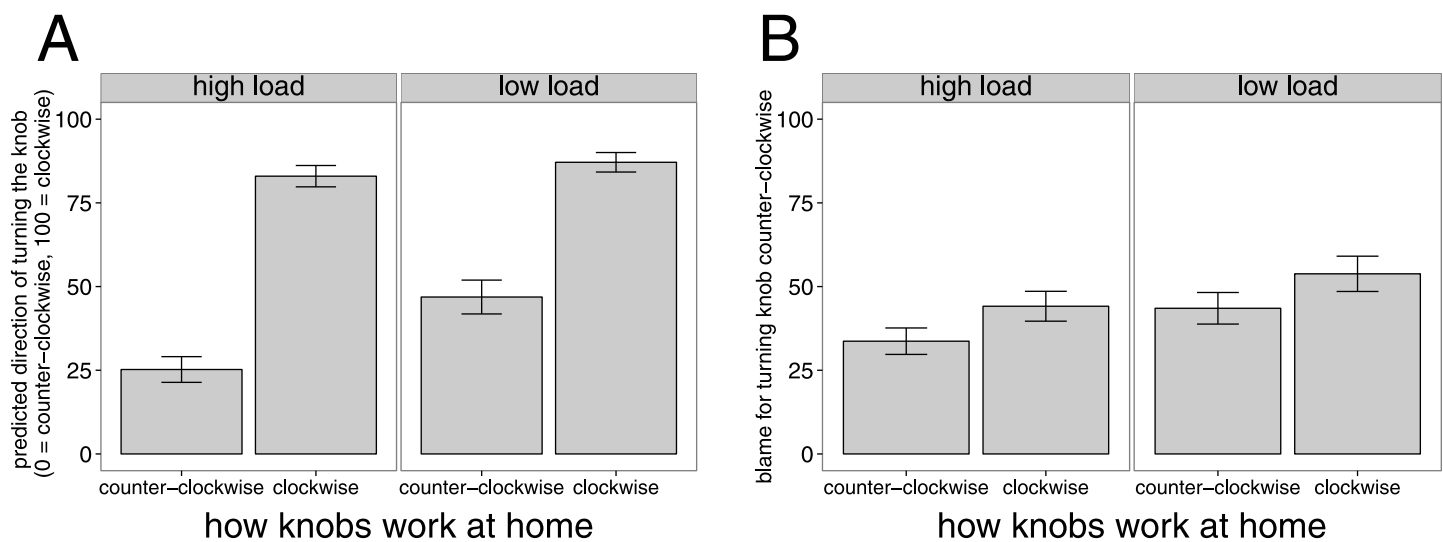 A
high load
low load
predicted direction of turning the knob
(0 = counter−clockwise, 100 = clockwise)
100
75
50
25
0
counter−clockwise
clockwise
counter−clockwise
clockwise
how knobs work at home
B
high load
low load
blame for turning knob counter−clockwise
100
75
50
25
0
counter−clockwise
clockwise
counter−clockwise
clockwise
how knobs work at home